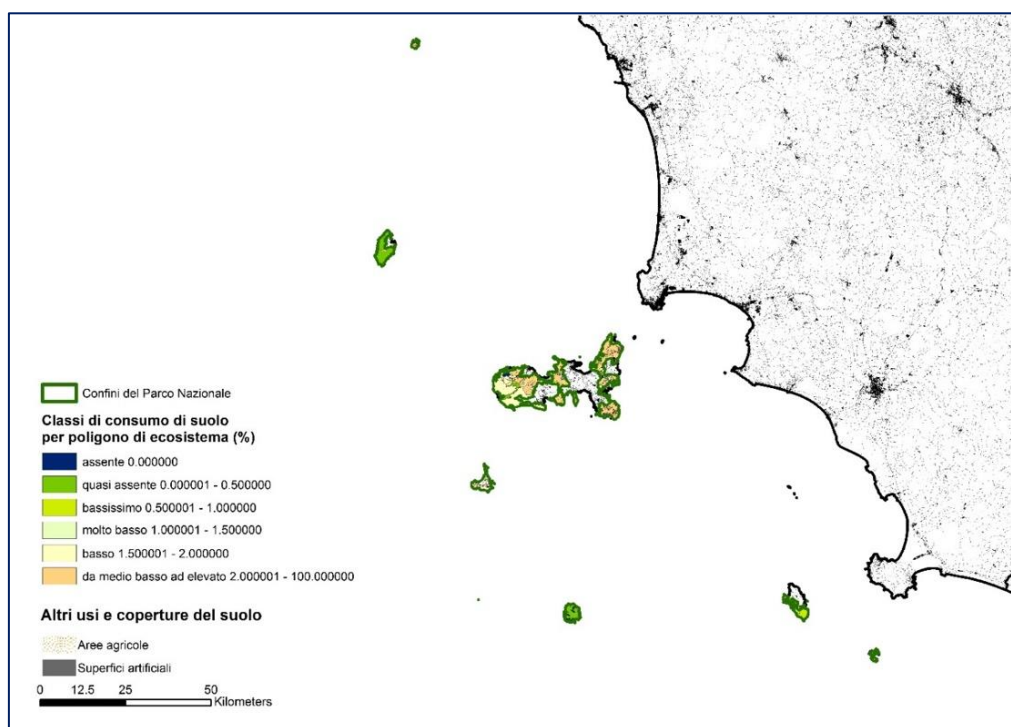 Confini del Parco Nazionale
Classi di consumo di suolo
per poligono di ecosistema (%)
assente 0.000000
quasi assente 0.000001 - 0.500000
bassissimo 0.500001 - 1.000000
molto basso 1.000001 - 1.500000
basso 1.500001 - 2.000000
da medio basso ad elevato 2.000001 - 100.000000
Altri usi e coperture del suolo
Aree agricole
Superfici artificiali
0 12.5 25 50
Kilometers